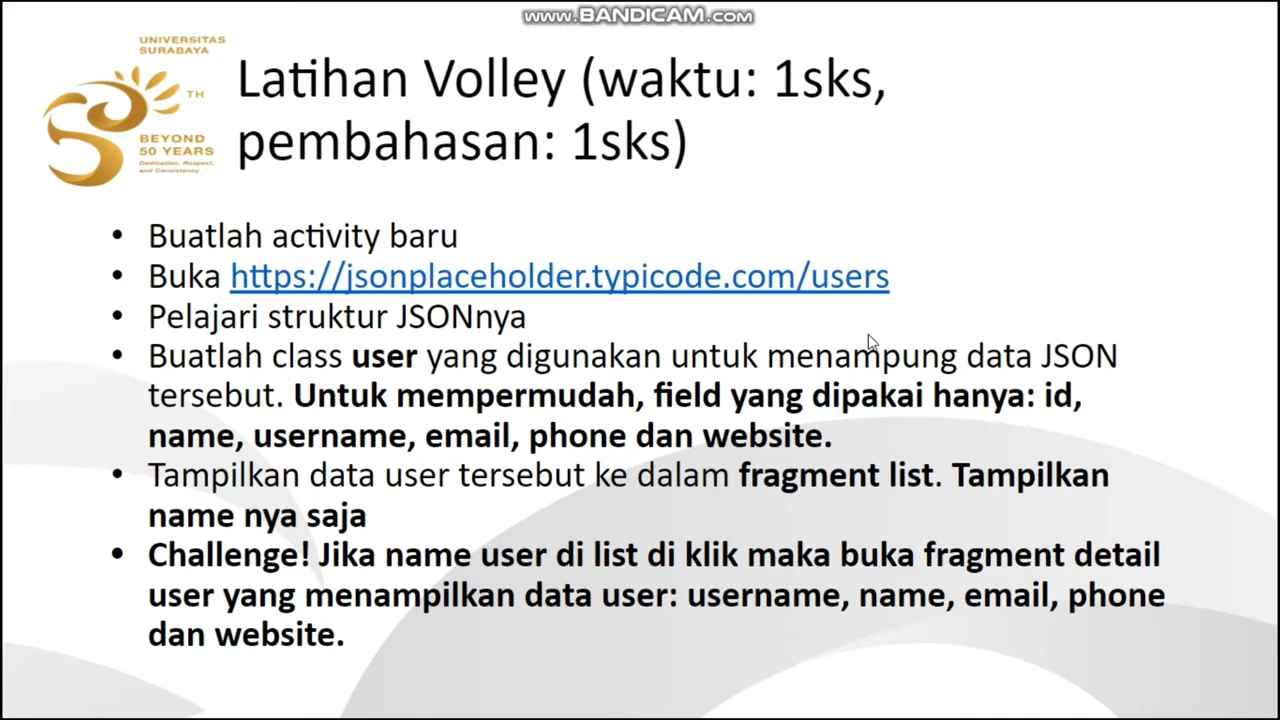 www.BANDICAM.com
UNIVERSITAS
SURABAYA
TH
BEYOND
50 YEARS
Dedication, Respect,
and Consistency
Latihan Volley (waktu: 1sks,
pembahasan: 1sks)
• Buatlah activity baru
• Buka https://jsonplaceholder.typicode.com/users
• Pelajari struktur JSONnya
• Buatlah class user yang digunakan untuk menampung data JSON
tersebut. Untuk mempermudah, field yang dipakai hanya: id,
name, username, email, phone dan website.
• Tampilkan data user tersebut ke dalam fragment list. Tampilkan
name nya saja
• Challenge! Jika name user di list di klik maka buka fragment detail
user yang menampilkan data user: username, name, email, phone
dan website.